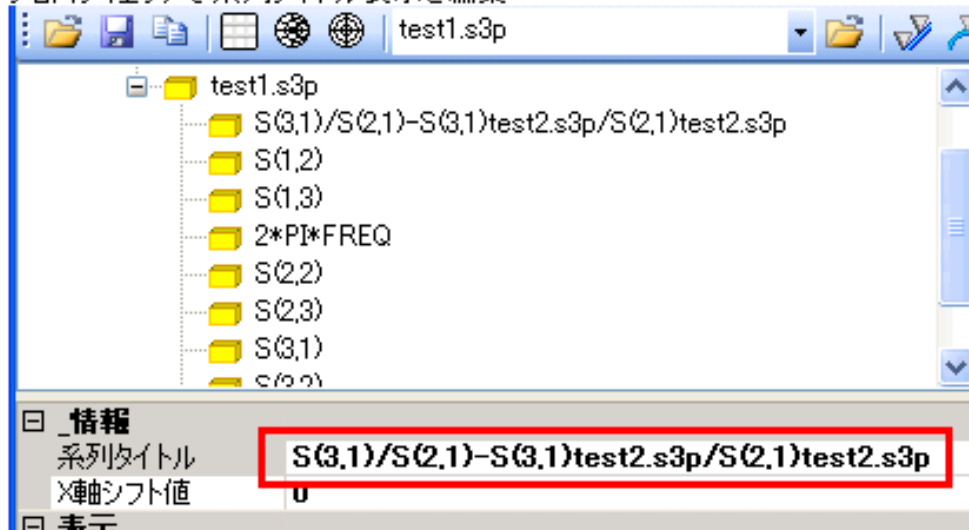 test1.s3p
test1.s3p
S(3,1)/S(2,1)-S(3,1)test2.s3p/S(2,1)test2.s3p
S(1,2)
S(1,3)
2*PI*FREQ
S(2,2)
S(2,3)
S(3,1)
_情報
系列タイトル S(3,1)/S(2,1)-S(3,1)test2.s3p/S(2,1)test2.s3p
X軸シフト値 0
表示